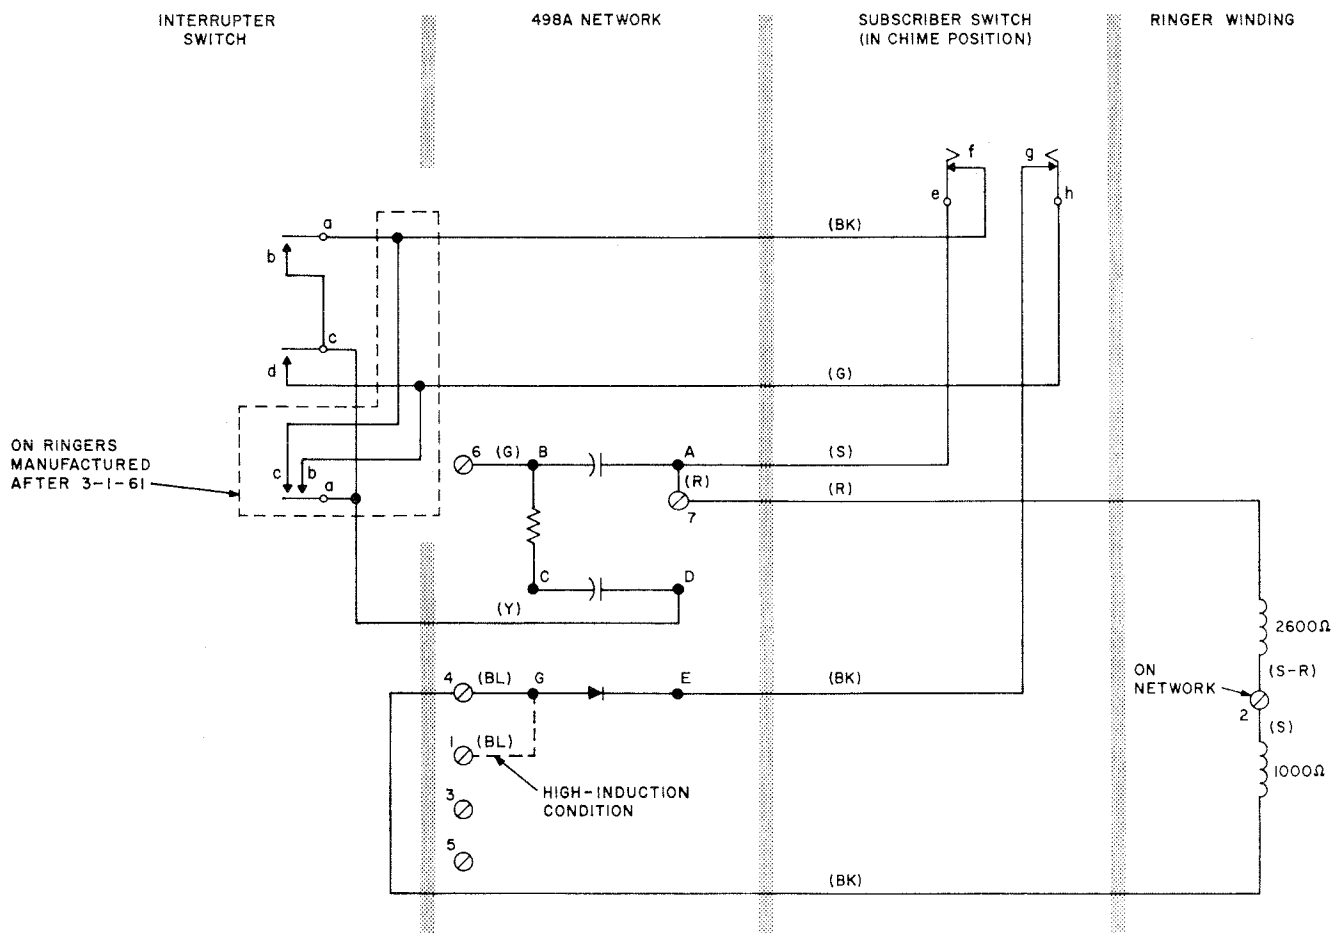 INTERRUPTER
SWITCH
498A NETWORK
SUBSCRIBER SWITCH
(IN CHIME POSITION)
RINGER WINDING
f
g
e
h
a
(BK)
b
c
d
(G)
ON RINGERS
MANUFACTURED
AFTER 3-1-61
c
b
a
6
(G)
B
A
(S)
(R)
(R)
7
C
D
(Y)
2600Ω
(S-R)
ON
NETWORK
2
(S)
1000Ω
4
(BL)
G
E
(BK)
1
(BL)
HIGH-INDUCTION
CONDITION
3
5
(BK)